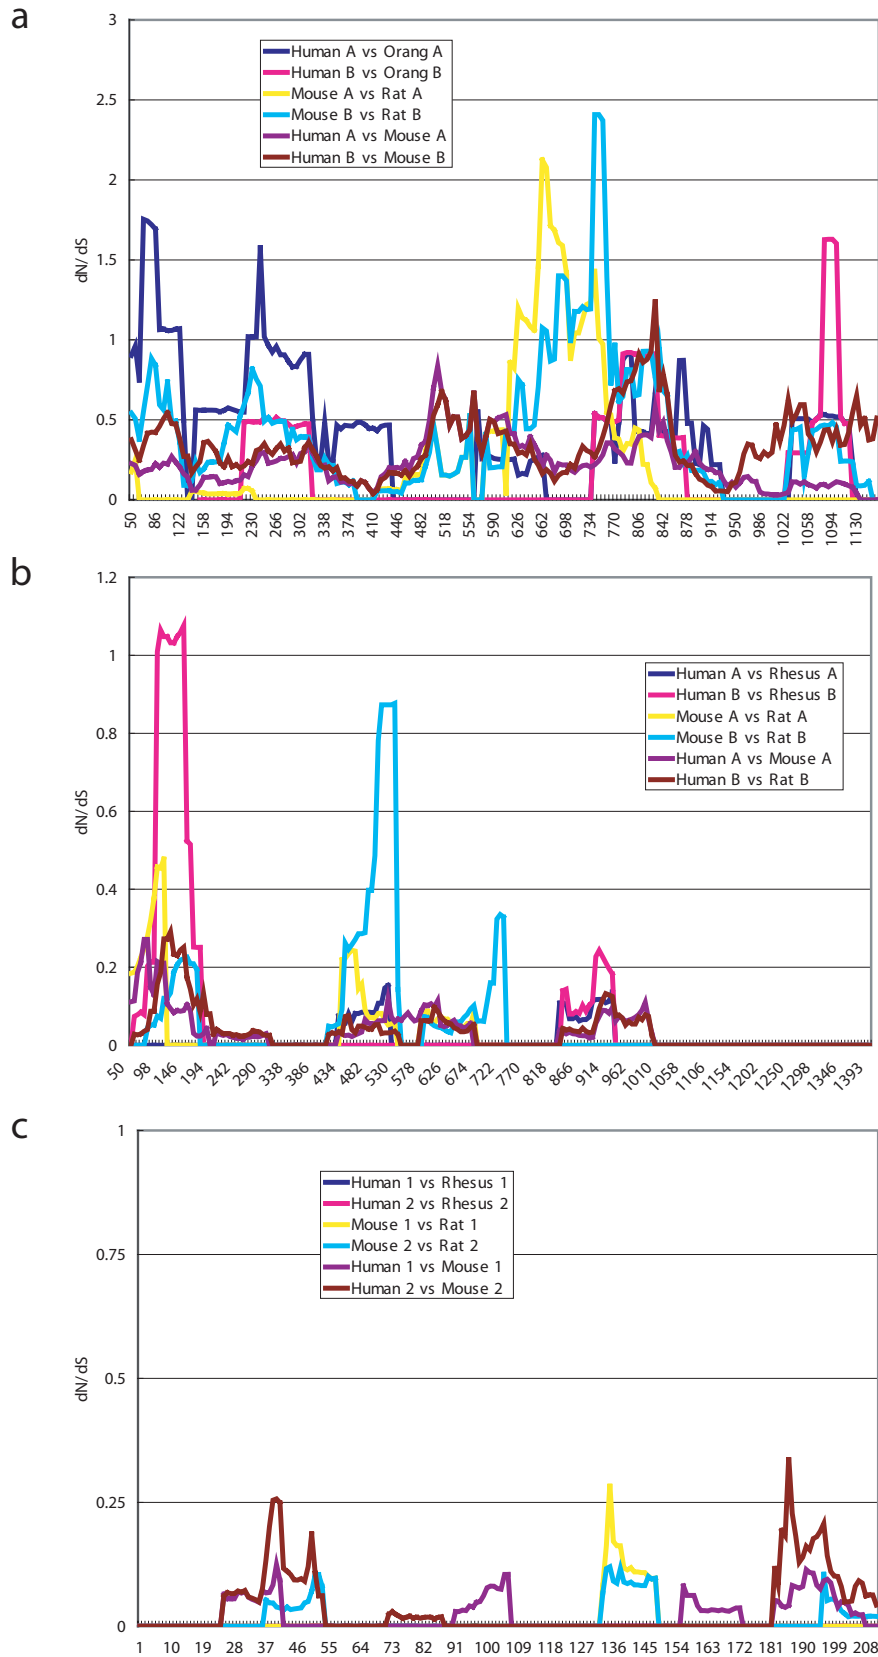 a
3
2.5
2
1.5
1
0.5
0
dN/dS
Human A vs Orang A
Human B vs Orang B
Mouse A vs Rat A
Mouse B vs Rat B
Human A vs Mouse A
Human B vs Mouse B
50 86 122 158 194 230 266 302 338 374 410 446 482 518 554 590 626 662 698 734 770 806 842 878 914 950 986 1022 1058 1094 1130
b
1.2
1
0.8
0.6
0.4
0.2
0
dN/dS
Human A vs Rhesus A
Human B vs Rhesus B
Mouse A vs Rat A
Mouse B vs Rat B
Human A vs Mouse A
Human B vs Rat B
50 98 146 194 242 290 338 386 434 482 530 578 626 674 722 770 818 866 914 962 1010 1058 1106 1154 1202 1250 1298 1346 1393
c
1
0.75
0.5
0.25
0
dN/dS
Human 1 vs Rhesus 1
Human 2 vs Rhesus 2
Mouse 1 vs Rat 1
Mouse 2 vs Rat 2
Human 1 vs Mouse 1
Human 2 vs Mouse 2
1 10 19 28 37 46 55 64 73 82 91 100 109 118 127 136 145 154 163 172 181 190 199 208